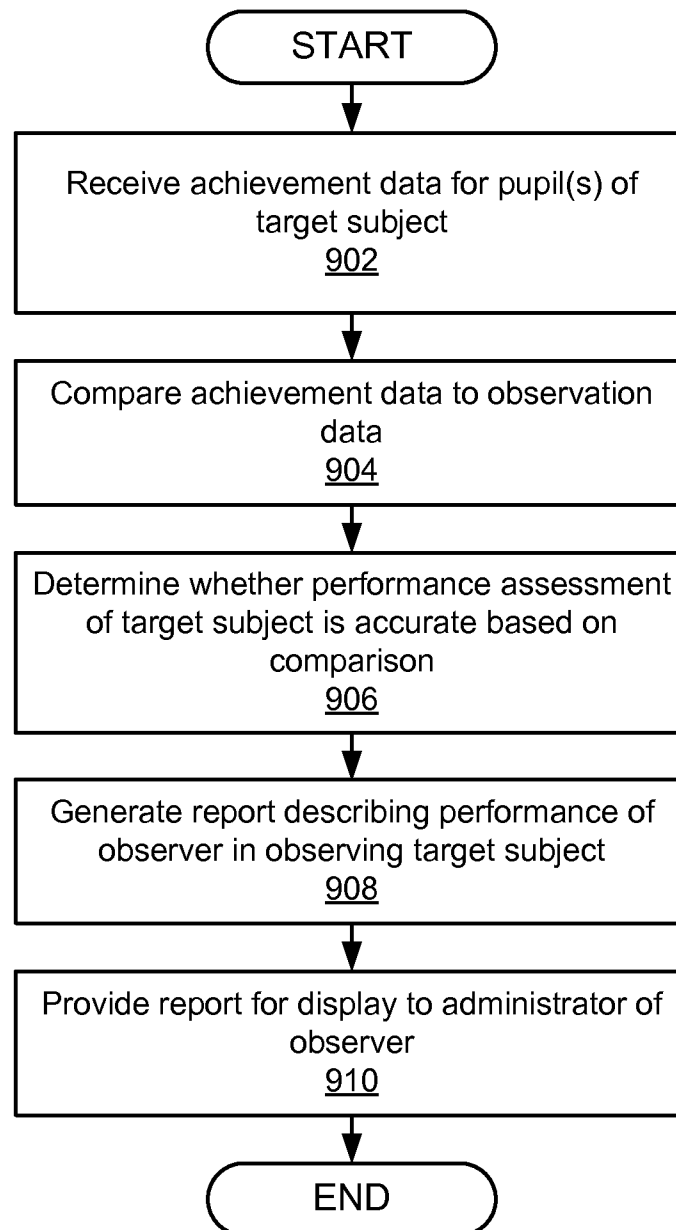 START
Receive achievement data for pupil(s) of
target subject
902
Compare achievement data to observation
data
904
Determine whether performance assessment
of target subject is accurate based on
comparison
906
Generate report describing performance of
observer in observing target subject
908
Provide report for display to administrator of
observer
910
END